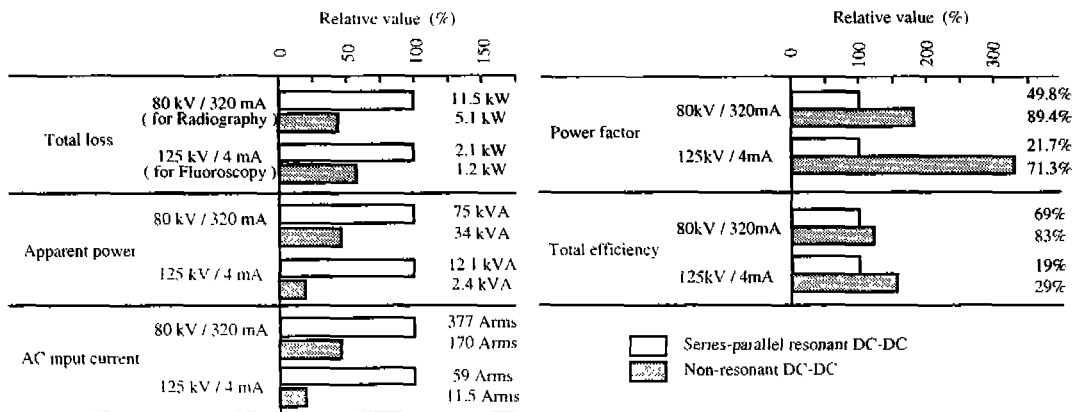 Relative value (%)
0 50 100 150
Total loss
80 kV / 320 mA
( for Radiography )
11.5 kW
5.1 kW
125 kV / 4 mA
( for Fluoroscopy )
2.1 kW
1.2 kW
Apparent power
80 kV / 320 mA
75 kVA
34 kVA
125 kV / 4 mA
12.1 kVA
2.4 kVA
AC input current
80 kV / 320 mA
377 Arms
170 Arms
125 kV / 4 mA
59 Arms
11.5 Arms
Relative value (%)
0 100 200 300
Power factor
80kV/320mA
49.8%
89.4%
125kV/4mA
21.7%
71.3%
Total efficiency
80kV/320mA
69%
83%
125kV/4mA
19%
29%
Series-parallel resonant DC-DC
Non-resonant DC-DC